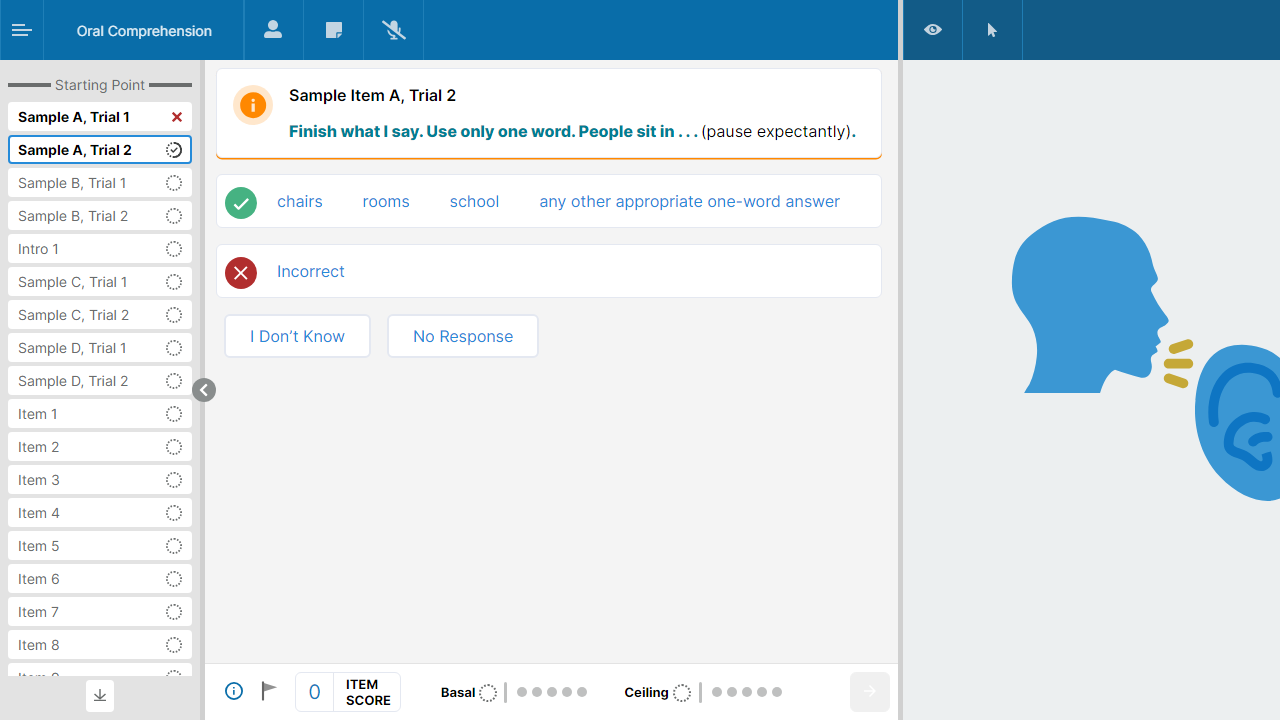 Oral Comprehension
Starting Point
Sample A, Trial 1
Sample A, Trial 2
Sample B, Trial 1
Sample B, Trial 2
Intro 1
Sample C, Trial 1
Sample C, Trial 2
Sample D, Trial 1
Sample D, Trial 2
Item 1
Item 2
Item 3
Item 4
Item 5
Item 6
Item 7
Item 8
Sample Item A, Trial 2
Finish what I say. Use only one word. People sit in . . . (pause expectantly).
chairs rooms school any other appropriate one-word answer
Incorrect
I Don’t Know No Response
0 ITEM
SCORE
Basal Ceiling